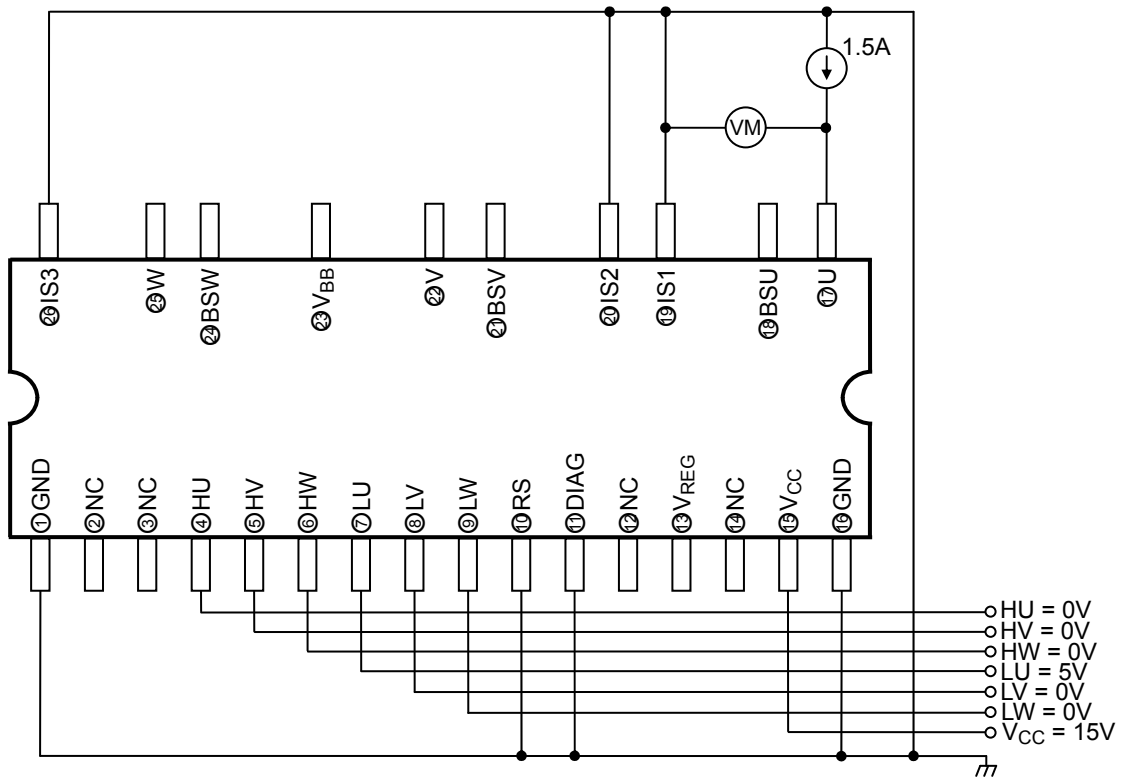 1.5A
VM
㉖IS3
㉕W
㉔BSW
㉓VBB
㉒V
㉑BSV
⑳IS2
⑲IS1
⑱BSU
⑰U
①GND
②NC
③NC
④HU
⑤HV
⑥HW
⑦LU
⑧LV
⑨LW
⑩RS
⑪DIAG
⑫NC
⑬VREG
⑭NC
⑮VCC
⑯GND
HU = 0V
HV = 0V
HW = 0V
LU = 5V
LV = 0V
LW = 0V
VCC = 15V